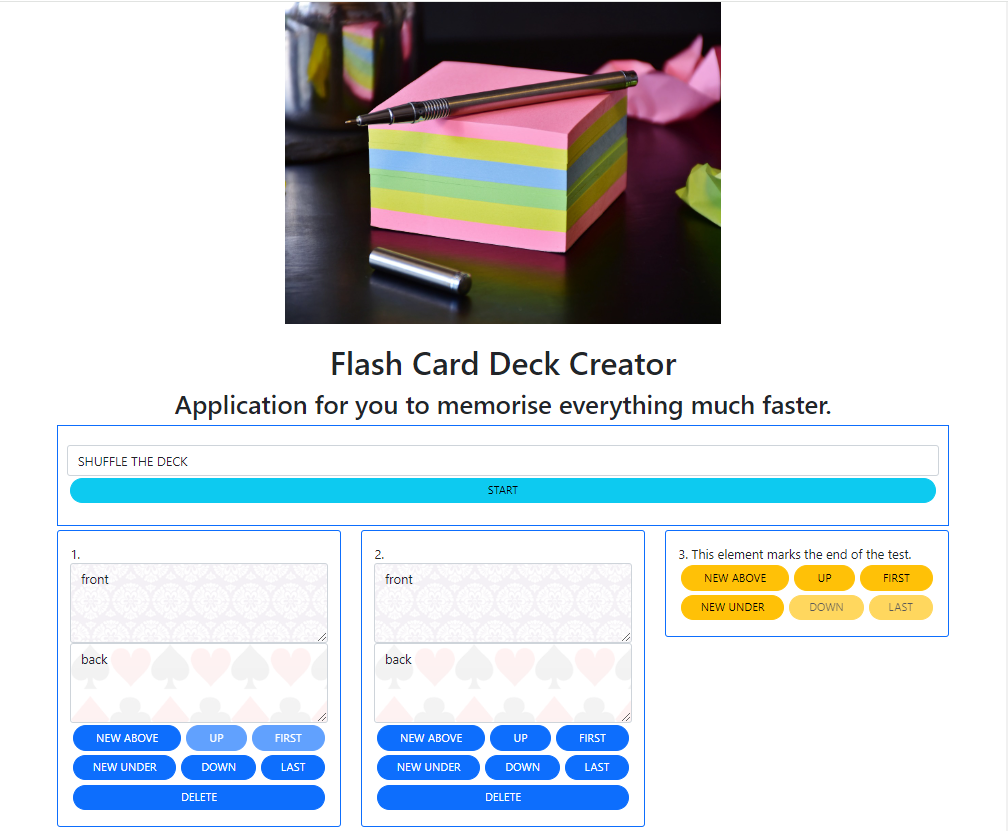 Flash Card Deck Creator
Application for you to memorise everything much faster.
SHUFFLE THE DECK
START
1.
front
back
NEW ABOVE UP FIRST
NEW UNDER DOWN LAST
DELETE
2.
front
back
NEW ABOVE UP FIRST
NEW UNDER DOWN LAST
DELETE
3. This element marks the end of the test.
NEW ABOVE UP FIRST
NEW UNDER DOWN LAST